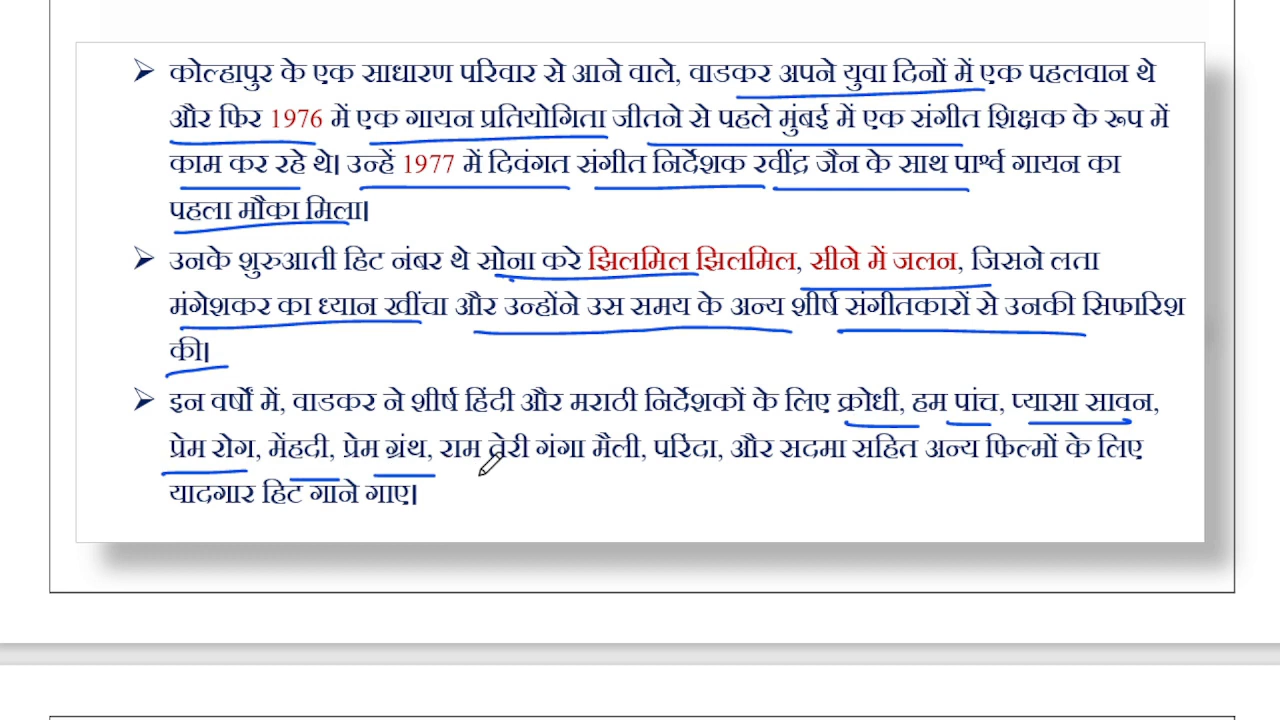 ➢ कोल्हापुर के एक साधारण परिवार से आने वाले, वाडकर अपने युवा दिनों में एक पहलवान थे
और फिर 1976 में एक गायन प्रतियोगिता जीतने से पहले मुंबई में एक संगीत शिक्षक के रूप में
काम कर रहे थे। उन्हें 1977 में दिवंगत संगीत निर्देशक रवींद्र जैन के साथ पार्श्व गायन का
पहला मौका मिला।
➢ उनके शुरुआती हिट नंबर थे सोना करे झिलमिल झिलमिल, सीने में जलन, जिसने लता
मंगेशकर का ध्यान खींचा और उन्होंने उस समय के अन्य शीर्ष संगीतकारों से उनकी सिफारिश
की।
➢ इन वर्षों में, वाडकर ने शीर्ष हिंदी और मराठी निर्देशकों के लिए क्रोधी, हम पांच, प्यासा सावन,
प्रेम रोग, मेंहदी, प्रेम ग्रंथ, राम तेरी गंगा मैली, परिंदा, और सदमा सहित अन्य फिल्मों के लिए
यादगार हिट गाने गाए।